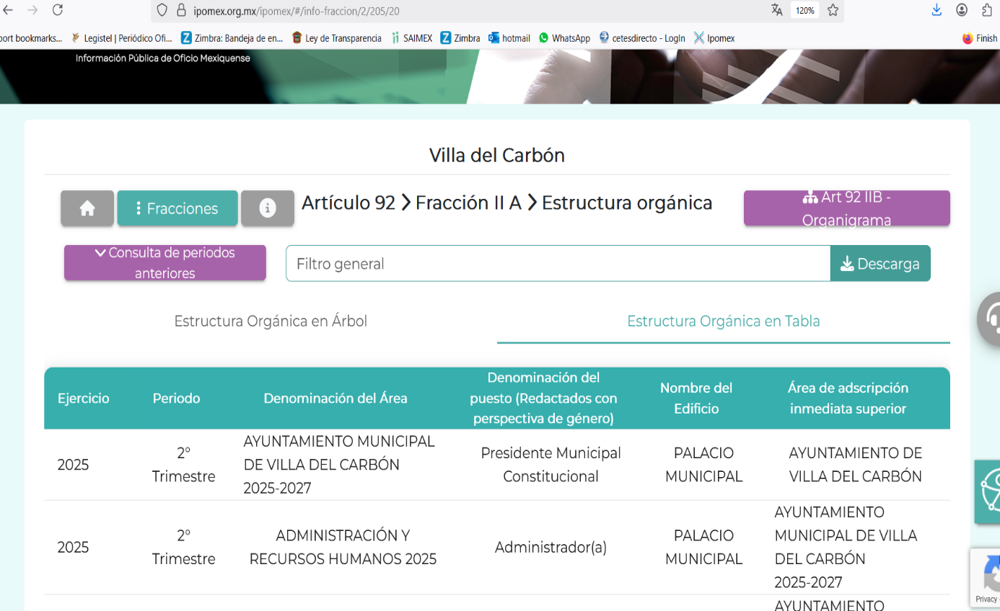 ipomex.org.mx/ipomex/#/info-fraccion/2/205/20
120%
port bookmarks...
Legistel | Periódico Ofi...
Zimbra: Bandeja de en...
Ley de Transparencia
SAIMEX
Zimbra
hotmail
WhatsApp
cetesdirecto - LogIn
Ipomex
Finish
Información Pública de Oficio Mexiquense
Villa del Carbón
Fracciones
Artículo 92 > Fracción II A > Estructura orgánica
Art 92 IIB -
Organigrama
Consulta de periodos
anteriores
Filtro general
Descarga
Estructura Orgánica en Árbol
Estructura Orgánica en Tabla
Ejercicio
Periodo
Denominación del Área
Denominación del
puesto (Redactados con
perspectiva de género)
Nombre del
Edificio
Área de adscripción
inmediata superior
2025
2º
Trimestre
AYUNTAMIENTO MUNICIPAL
DE VILLA DEL CARBÓN
2025-2027
Presidente Municipal
Constitucional
PALACIO
MUNICIPAL
AYUNTAMIENTO DE
VILLA DEL CARBÓN
2025
2º
Trimestre
ADMINISTRACIÓN Y
RECURSOS HUMANOS 2025
Administrador(a)
PALACIO
MUNICIPAL
AYUNTAMIENTO
MUNICIPAL DE VILLA
DEL CARBÓN
2025-2027
AYUNTAMIENTO
Privacy -